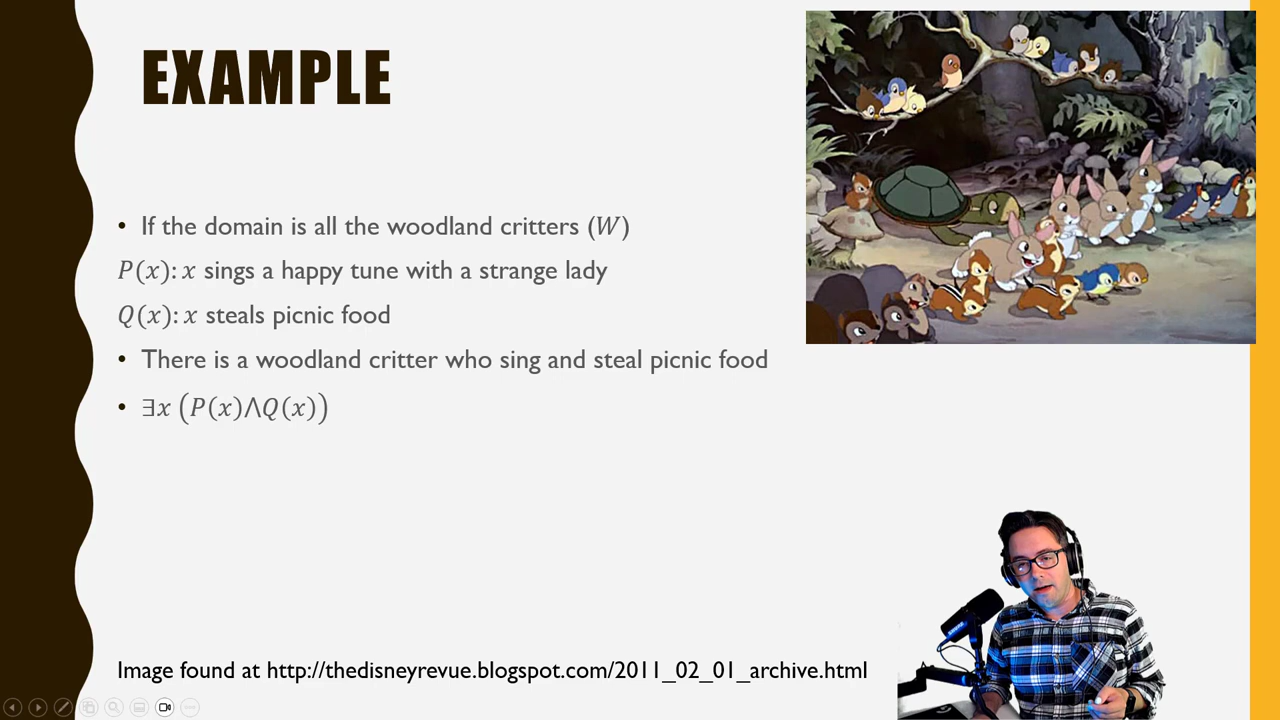 EXAMPLE
• If the domain is all the woodland critters (𝑊)
𝑃(𝑥): 𝑥 sings a happy tune with a strange lady
𝑄(𝑥): 𝑥 steals picnic food
• There is a woodland critter who sing and steal picnic food
• ∃𝑥 (𝑃(𝑥)⋀𝑄(𝑥))
Image found at http://thedisneyrevue.blogspot.com/2011_02_01_archive.html